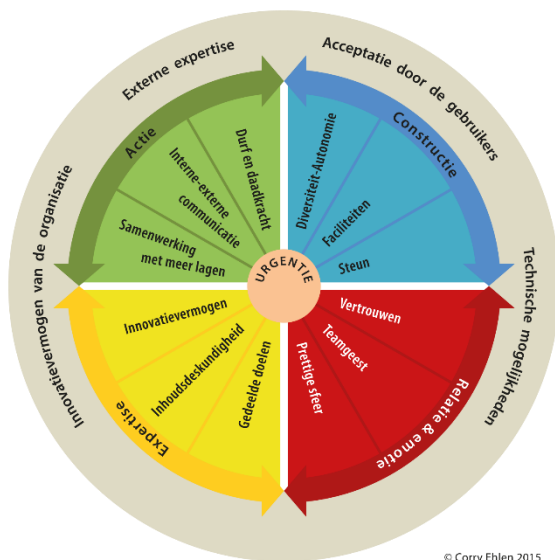 Externe expertise
Acceptatie door de gebruikers
Technische mogelijkheden
Innovatievermogen van de organisatie
Actie
Durf en daadkracht
Interne-externe
communicatie
Samenwerking
met meer lagen
Constructie
Diversiteit-Autonomie
Faciliteiten
Steun
URGENTIE
Vertrouwen
Teamgeest
Prettige sfeer
Relatie & emotie
Innovatievermogen
Inhoudsdeskundigheid
Gedeelde doelen
Expertise
© Corry Ehlen 2015